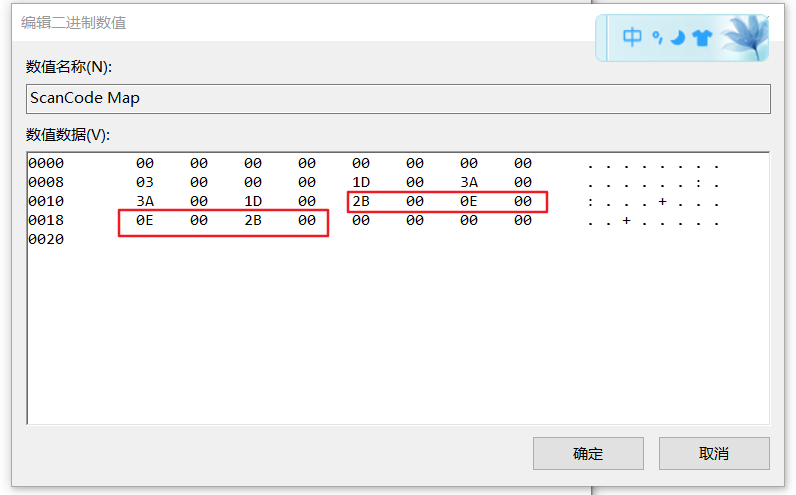 编辑二进制数值
中
数值名称(N):
ScanCode Map
数值数据(V):
0000 00 00 00 00 00 00 00 00 . . . . . . . .
0008 03 00 00 00 1D 00 3A 00 . . . . . . : .
0010 3A 00 1D 00 2B 00 0E 00 : . . . + . . .
0018 0E 00 2B 00 00 00 00 00 . . + . . . . .
0020
确定 取消